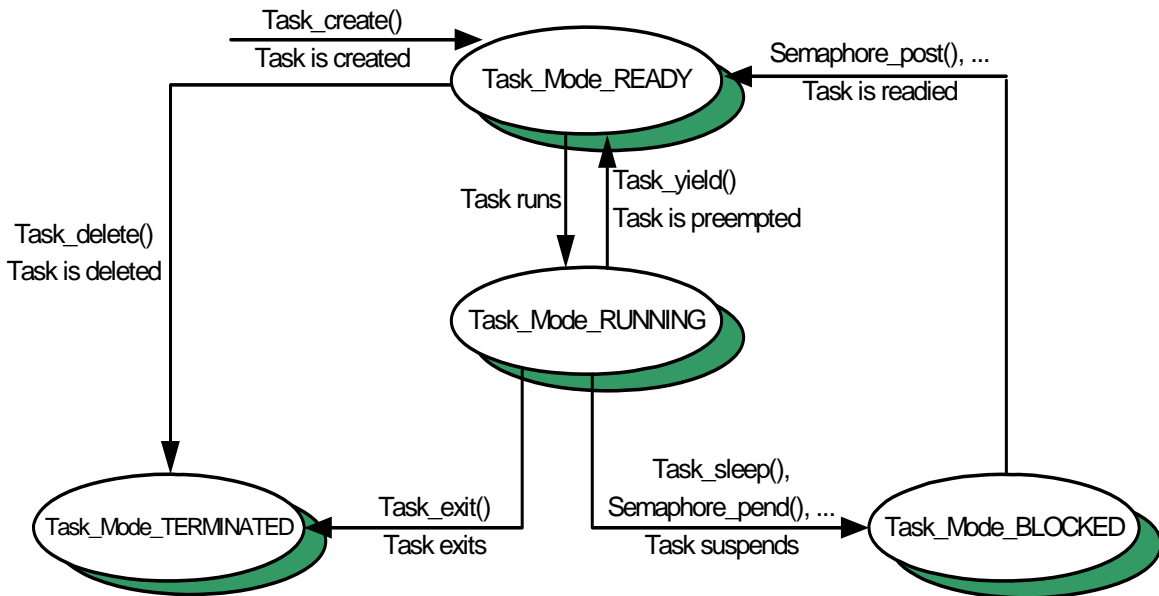 Task_create()
Task is created
Task_Mode_READY
Semaphore_post(), ...
Task is readied
Task runs
Task_yield()
Task is preempted
Task_delete()
Task is deleted
Task_Mode_RUNNING
Task_sleep(),
Semaphore_pend(), ...
Task suspends
Task_exit()
Task exits
Task_Mode_TERMINATED
Task_Mode_BLOCKED